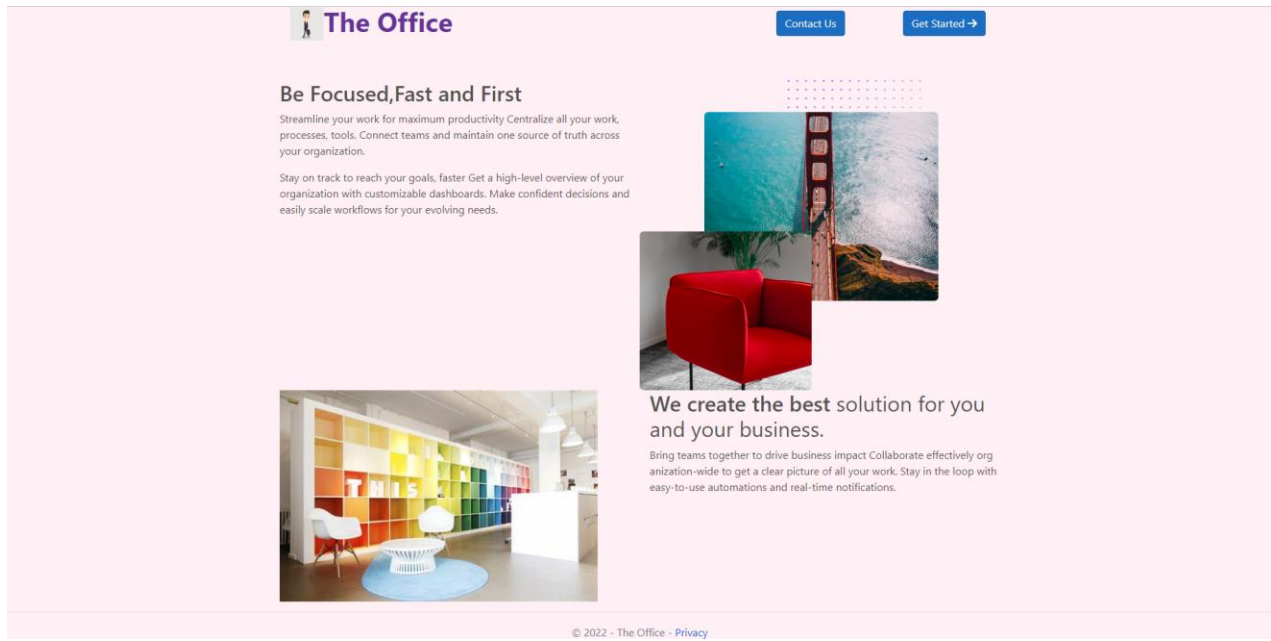 The Office
Contact Us
Get Started →
Be Focused,Fast and First
Streamline your work for maximum productivity Centralize all your work,
processes, tools. Connect teams and maintain one source of truth across
your organization.
Stay on track to reach your goals, faster Get a high-level overview of your
organization with customizable dashboards. Make confident decisions and
easily scale workflows for your evolving needs.
THIS
We create the best solution for you
and your business.
Bring teams together to drive business impact Collaborate effectively org
anization-wide to get a clear picture of all your work. Stay in the loop with
easy-to-use automations and real-time notifications.
© 2022 - The Office - Privacy